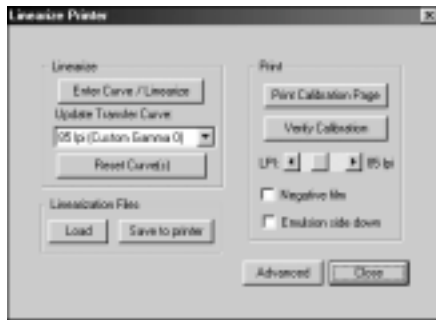 Linearize Printer
Linearize
Enter Curve / Linearize
Update Transfer Curve:
85 lpi (Custom Gamma 0)
Reset Curve(s)
Linearization Files
Load
Save to printer
Print
Print Calibration Page
Verify Calibration
LPI:
85 lpi
Negative film
Emulsion side down
Advanced
Close